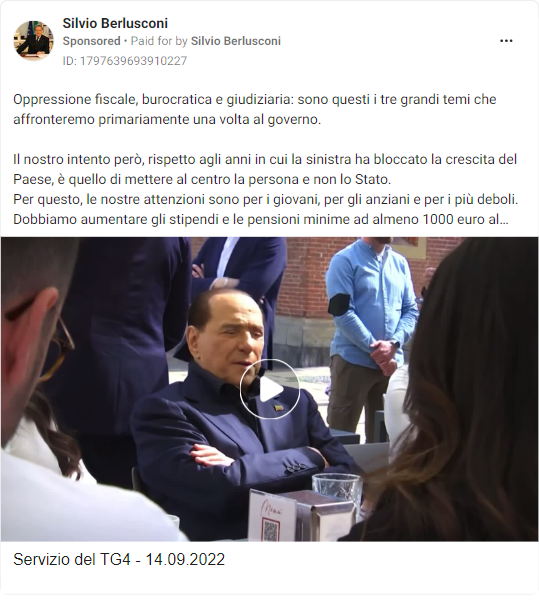 Silvio Berlusconi
Sponsored • Paid for by Silvio Berlusconi
ID: 1797639693910227
Oppressione fiscale, burocratica e giudiziaria: sono questi i tre grandi temi che
affronteremo primariamente una volta al governo.
Il nostro intento però, rispetto agli anni in cui la sinistra ha bloccato la crescita del
Paese, è quello di mettere al centro la persona e non lo Stato.
Per questo, le nostre attenzioni sono per i giovani, per gli anziani e per i più deboli.
Dobbiamo aumentare gli stipendi e le pensioni minime ad almeno 1000 euro al...
Servizio del TG4 - 14.09.2022